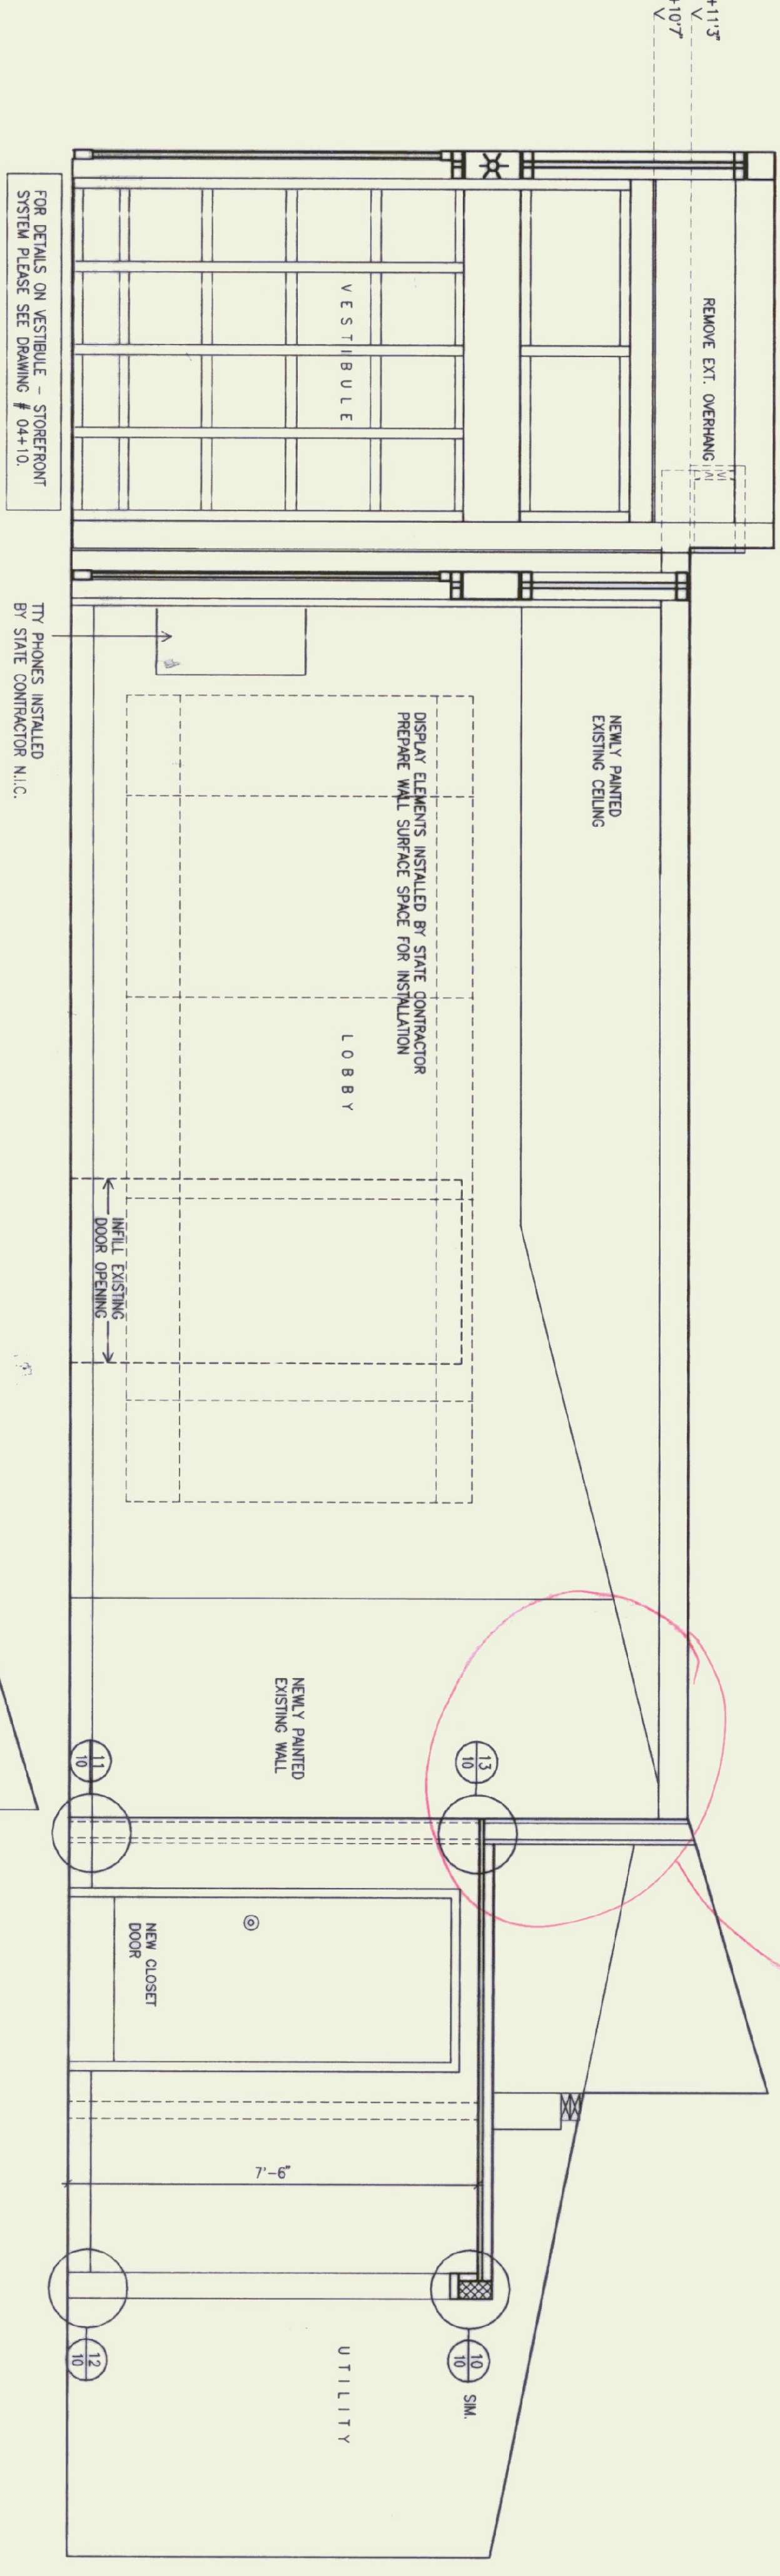 +11'3"
+10'7"
REMOVE EXT. OVERHANG
VESTIBULE
FOR DETAILS ON VESTIBULE - STOREFRONT
SYSTEM PLEASE SEE DRAWING # 04+10.
TTY PHONES INSTALLED
BY STATE CONTRACTOR N.I.C.
NEWLY PAINTED
EXISTING CEILING
DISPLAY ELEMENTS INSTALLED BY STATE CONTRACTOR
PREPARE WALL SURFACE SPACE FOR INSTALLATION
LOBBY
INFILL EXISTING
DOOR OPENING
NEWLY PAINTED
EXISTING WALL
13
10
11
10
NEW CLOSET
DOOR
7'-6"
10
10
SIM.
12
10
UTILITY